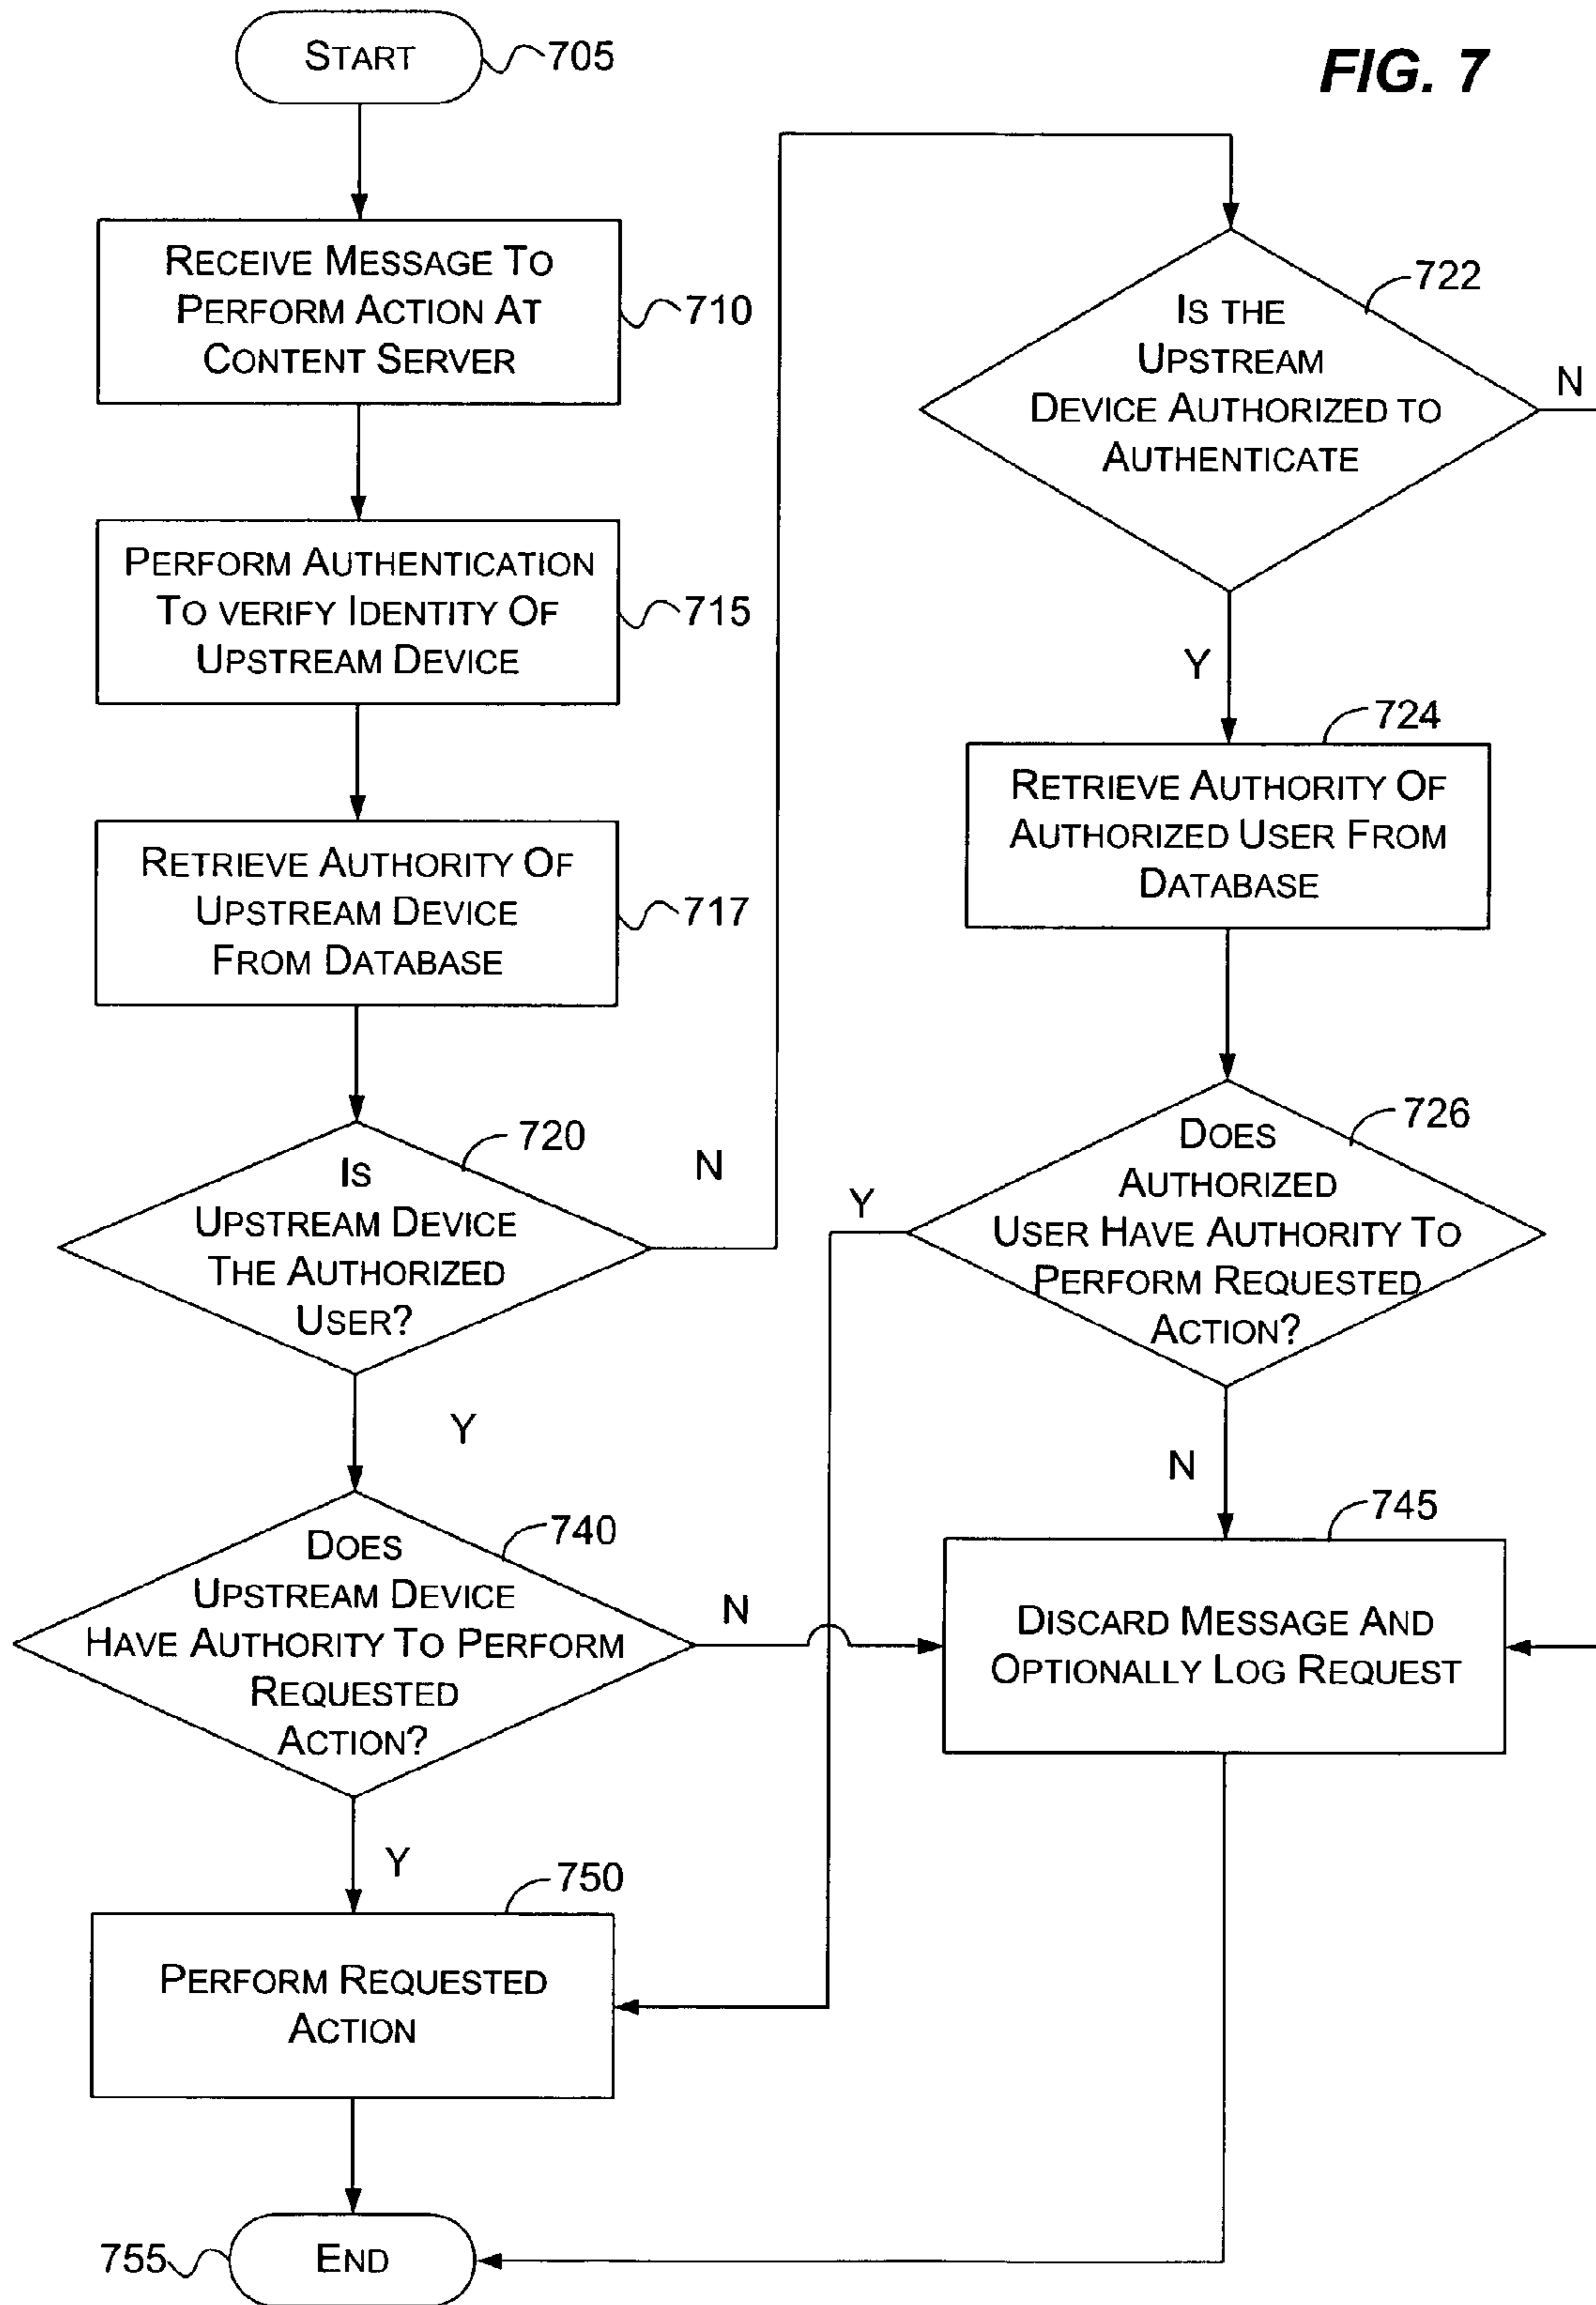 START
705
FIG. 7
RECEIVE MESSAGE TO
PERFORM ACTION AT
CONTENT SERVER
710
PERFORM AUTHENTICATION
TO VERIFY IDENTITY OF
UPSTREAM DEVICE
715
RETRIEVE AUTHORITY OF
UPSTREAM DEVICE
FROM DATABASE
717
IS
UPSTREAM DEVICE
THE AUTHORIZED
USER?
720
N
Y
DOES
UPSTREAM DEVICE
HAVE AUTHORITY TO PERFORM
REQUESTED
ACTION?
740
N
Y
PERFORM REQUESTED
ACTION
750
END
755
IS THE
UPSTREAM
DEVICE AUTHORIZED TO
AUTHENTICATE
722
N
Y
RETRIEVE AUTHORITY OF
AUTHORIZED USER FROM
DATABASE
724
DOES
AUTHORIZED
USER HAVE AUTHORITY TO
PERFORM REQUESTED
ACTION?
726
Y
N
DISCARD MESSAGE AND
OPTIONALLY LOG REQUEST
745